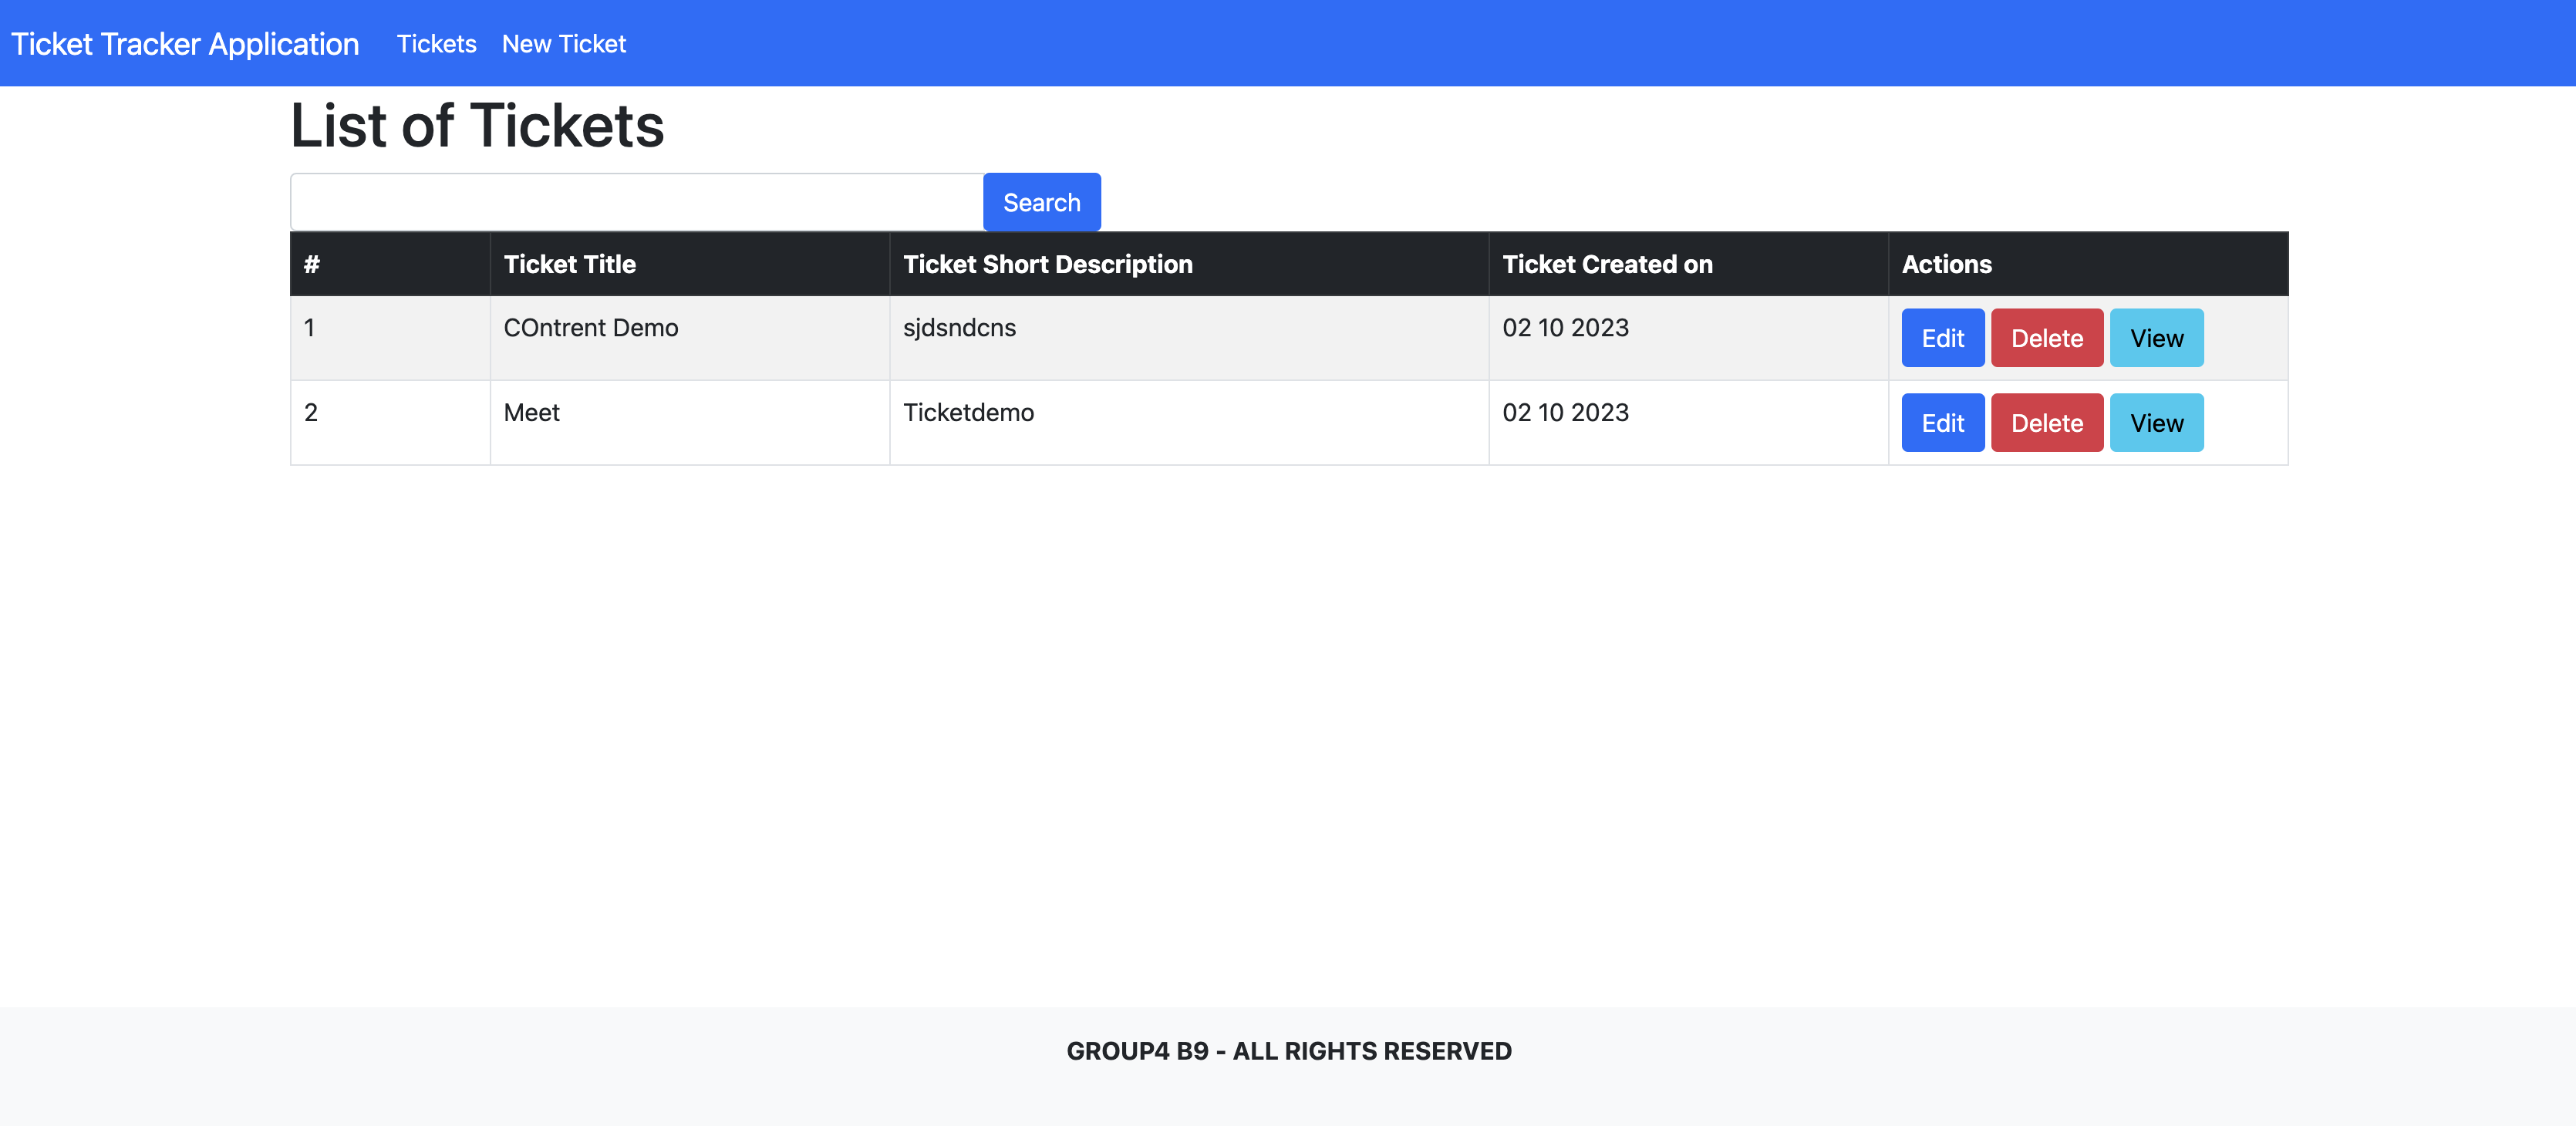 Ticket Tracker Application Tickets New Ticket
List of Tickets
Search
# Ticket Title Ticket Short Description Ticket Created on Actions
1 COntrent Demo sjdsndcns 02 10 2023 Edit Delete View
2 Meet Ticketdemo 02 10 2023 Edit Delete View
GROUP4 B9 - ALL RIGHTS RESERVED